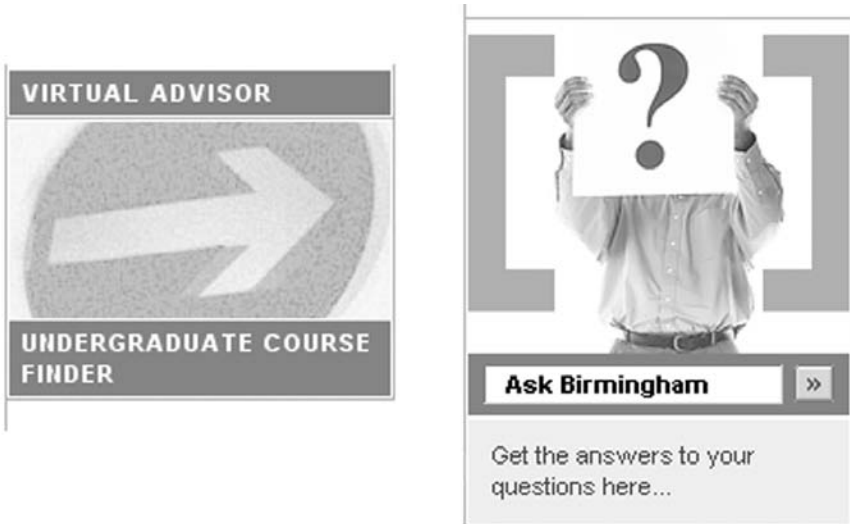 VIRTUAL ADVISOR
UNDERGRADUATE COURSE
FINDER
?
Ask Birmingham
»
Get the answers to your
questions here...